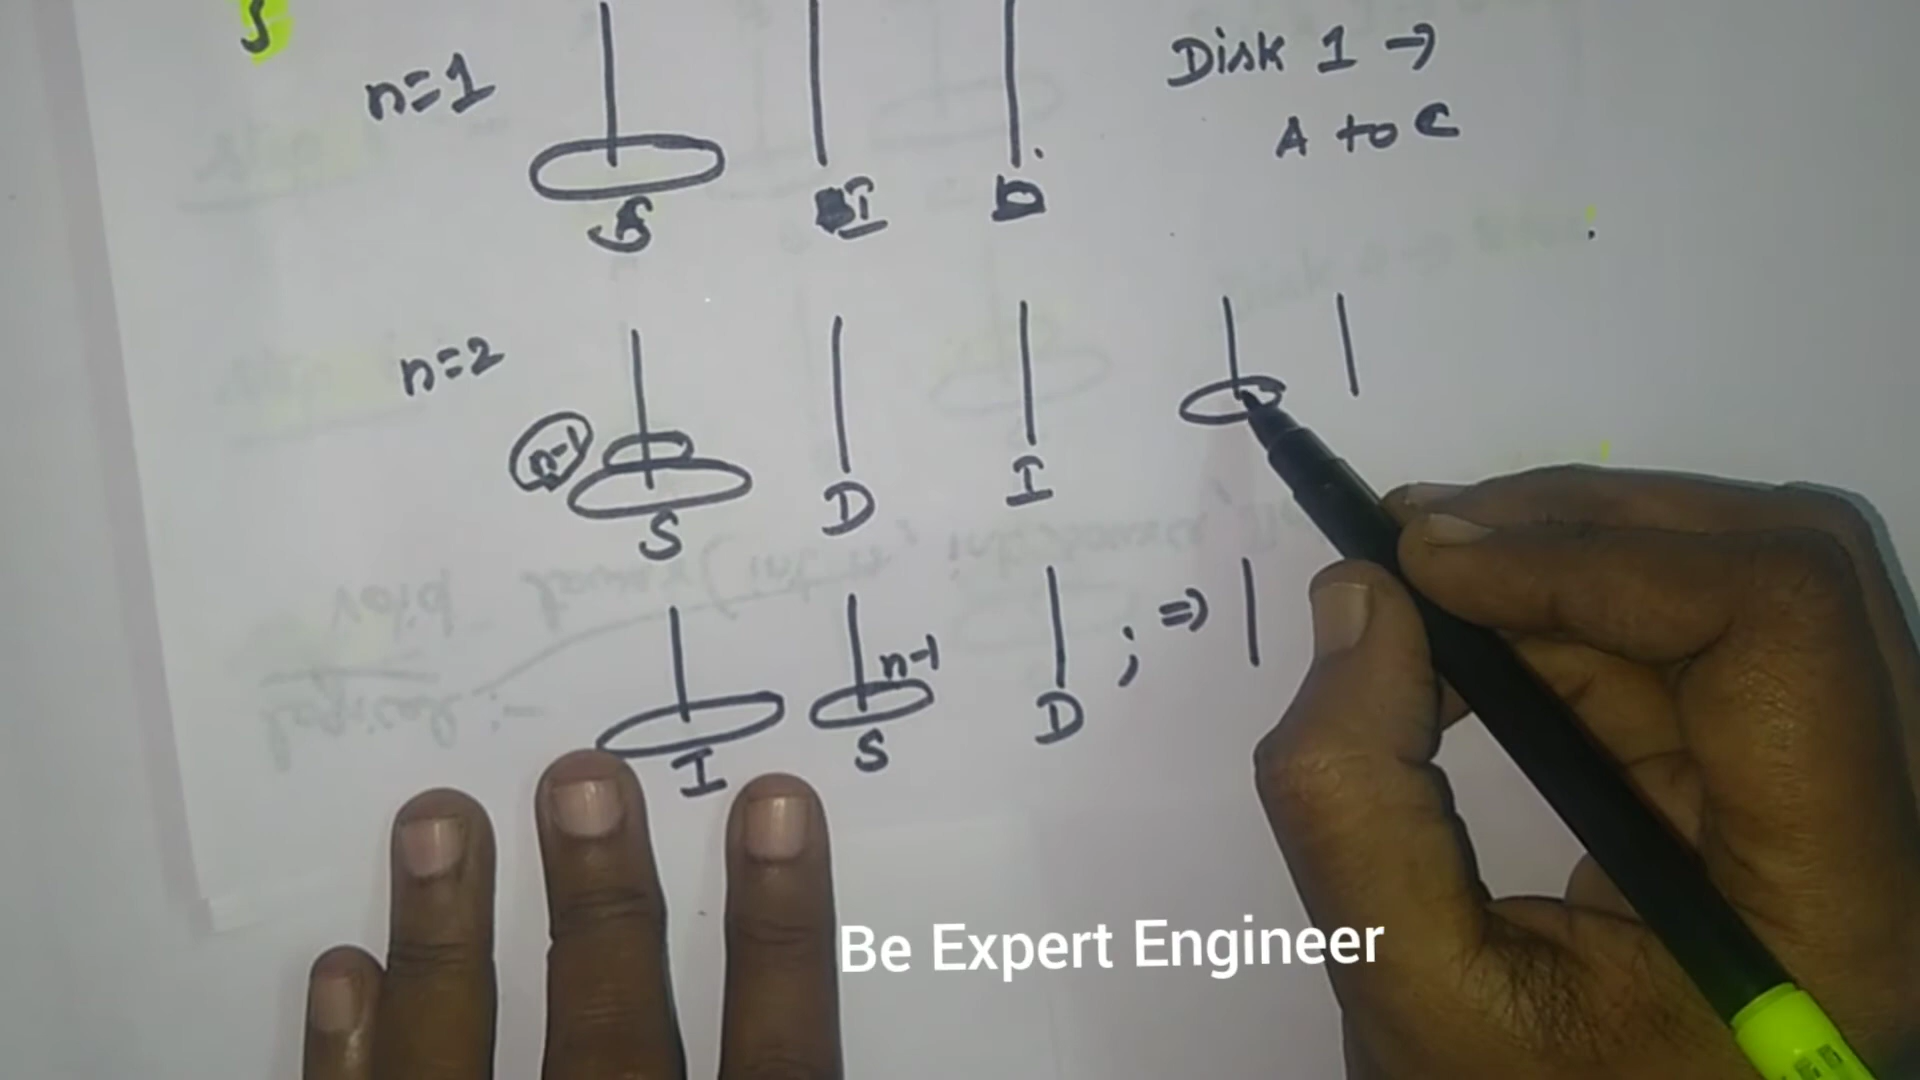 n=1
Disk 1 →
A to C
S I D
n=2
n-1
S D I
n-1
; ⇒
I S D
Be Expert Engineer